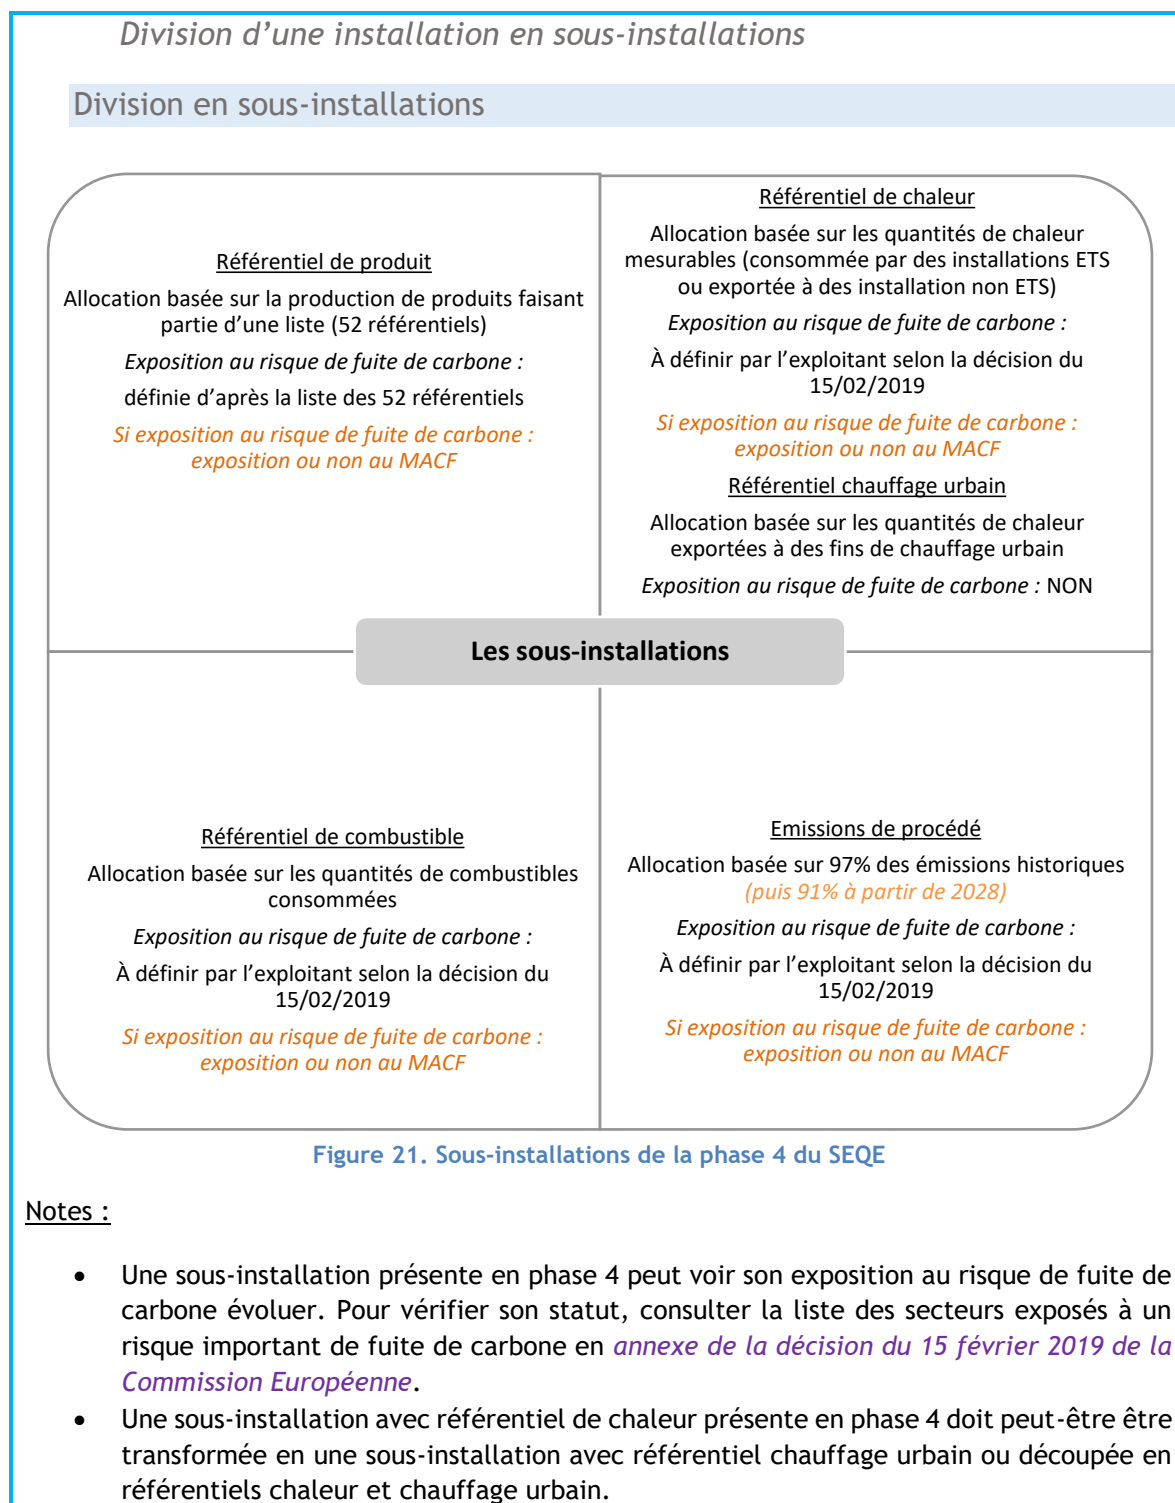 Division d’une installation en sous-installations
Division en sous-installations
Référentiel de produit
Allocation basée sur la production de produits faisant
partie d’une liste (52 référentiels)
Exposition au risque de fuite de carbone :
définie d’après la liste des 52 référentiels
Si exposition au risque de fuite de carbone :
exposition ou non au MACF
Référentiel de chaleur
Allocation basée sur les quantités de chaleur
mesurables (consommée par des installations ETS
ou exportée à des installation non ETS)
Exposition au risque de fuite de carbone :
À définir par l’exploitant selon la décision du
15/02/2019
Si exposition au risque de fuite de carbone :
exposition ou non au MACF
Référentiel chauffage urbain
Allocation basée sur les quantités de chaleur
exportées à des fins de chauffage urbain
Exposition au risque de fuite de carbone : NON
Les sous-installations
Référentiel de combustible
Allocation basée sur les quantités de combustibles
consommées
Exposition au risque de fuite de carbone :
À définir par l’exploitant selon la décision du
15/02/2019
Si exposition au risque de fuite de carbone :
exposition ou non au MACF
Emissions de procédé
Allocation basée sur 97% des émissions historiques
(puis 91% à partir de 2028)
Exposition au risque de fuite de carbone :
À définir par l’exploitant selon la décision du
15/02/2019
Si exposition au risque de fuite de carbone :
exposition ou non au MACF
Figure 21. Sous-installations de la phase 4 du SEQE
Notes :
• Une sous-installation présente en phase 4 peut voir son exposition au risque de fuite de
carbone évoluer. Pour vérifier son statut, consulter la liste des secteurs exposés à un
risque important de fuite de carbone en annexe de la décision du 15 février 2019 de la
Commission Européenne.
• Une sous-installation avec référentiel de chaleur présente en phase 4 doit peut-être être
transformée en une sous-installation avec référentiel chauffage urbain ou découpée en
référentiels chaleur et chauffage urbain.